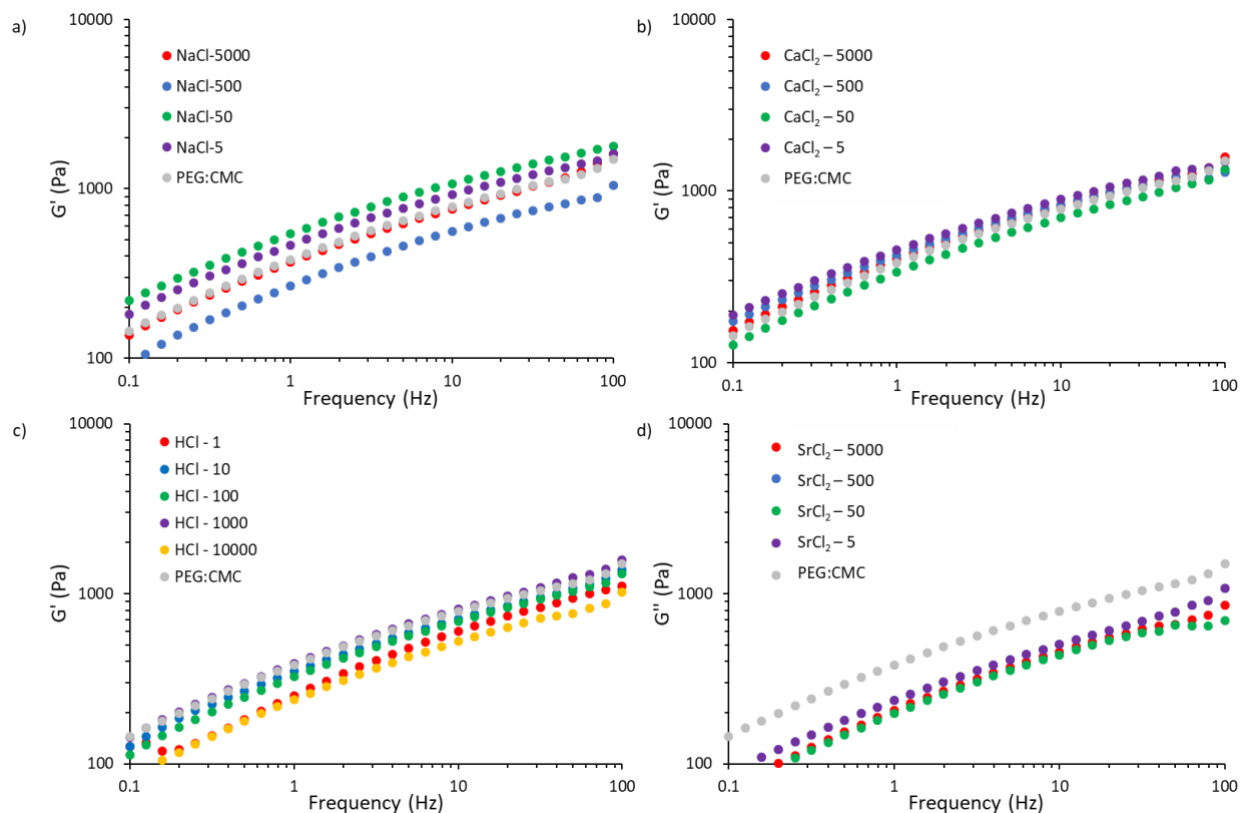 a)
10000
1000
100
G' (Pa)
NaCl-5000
NaCl-500
NaCl-50
NaCl-5
PEG:CMC
0.1 1 10 100
Frequency (Hz)
b)
10000
1000
100
G' (Pa)
CaCl₂ – 5000
CaCl₂ – 500
CaCl₂ – 50
CaCl₂ – 5
PEG:CMC
0.1 1 10 100
Frequency (Hz)
c)
10000
1000
100
G' (Pa)
HCl - 1
HCl - 10
HCl - 100
HCl - 1000
HCl - 10000
PEG:CMC
0.1 1 10 100
Frequency (Hz)
d)
10000
1000
100
G'' (Pa)
SrCl₂ – 5000
SrCl₂ – 500
SrCl₂ – 50
SrCl₂ – 5
PEG:CMC
0.1 1 10 100
Frequency (Hz)